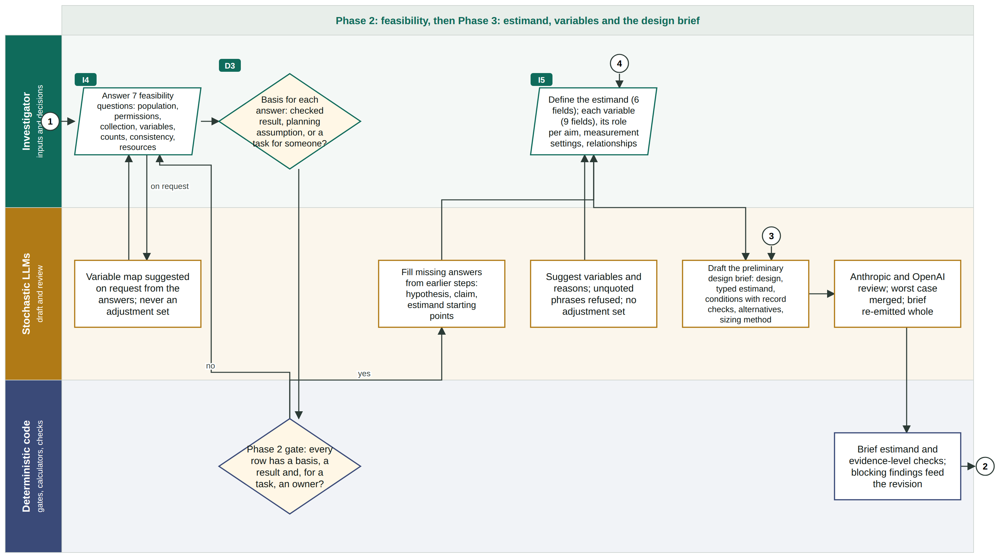 Phase 2: feasibility, then Phase 3: estimand, variables and the design brief
Investigator
inputs and decisions
1
I4
Answer 7 feasibility
questions: population,
permissions,
collection, variables,
counts, consistency,
resources
D3
Basis for each
answer: checked
result, planning
assumption, or a
task for someone?
4
I5
Define the estimand (6
fields); each variable
(9 fields), its role
per aim, measurement
settings, relationships
on request
Stochastic LLMs
draft and review
Variable map suggested
on request from the
answers; never an
adjustment set
Fill missing answers
from earlier steps:
hypothesis, claim,
estimand starting
points
Suggest variables and
reasons; unquoted
phrases refused; no
adjustment set
3
Draft the preliminary
design brief: design,
typed estimand,
conditions with record
checks, alternatives,
sizing method
Anthropic and OpenAI
review; worst case
merged; brief
re-emitted whole
no
yes
Deterministic code
gates, calculators, checks
Phase 2 gate: every
row has a basis, a
result and, for a
task, an owner?
Brief estimand and
evidence-level checks;
blocking findings feed
the revision
2